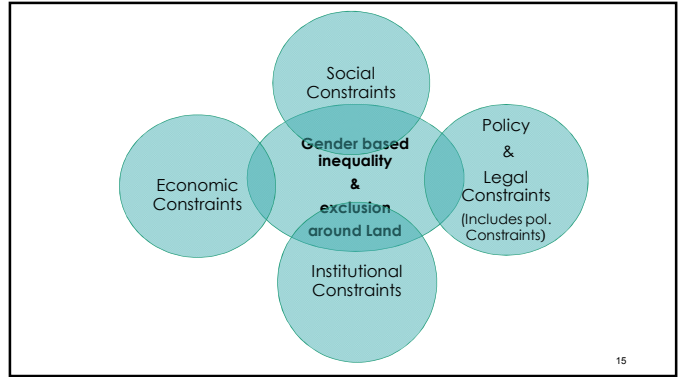 Social
Constraints
Gender based
inequality
&
exclusion
around Land
Economic
Constraints
Policy
&
Legal
Constraints
(Includes pol.
Constraints)
Institutional
Constraints
15